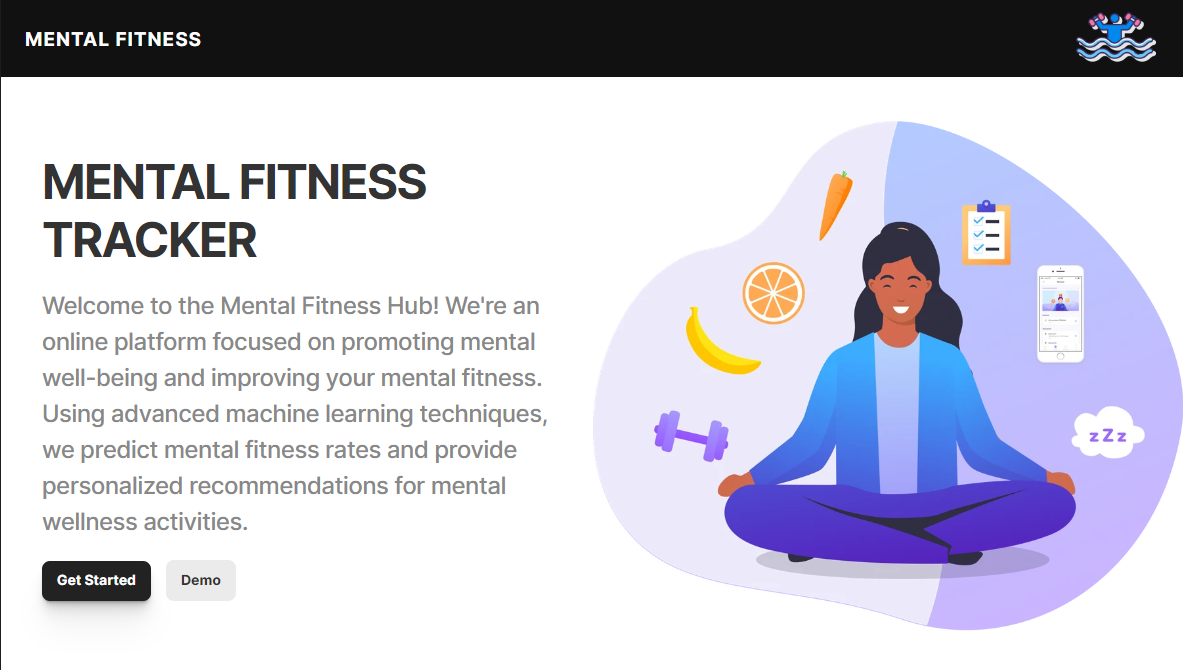 MENTAL FITNESS
MENTAL FITNESS
TRACKER
Welcome to the Mental Fitness Hub! We're an
online platform focused on promoting mental
well-being and improving your mental fitness.
Using advanced machine learning techniques,
we predict mental fitness rates and provide
personalized recommendations for mental
wellness activities.
Get Started
Demo
zZz